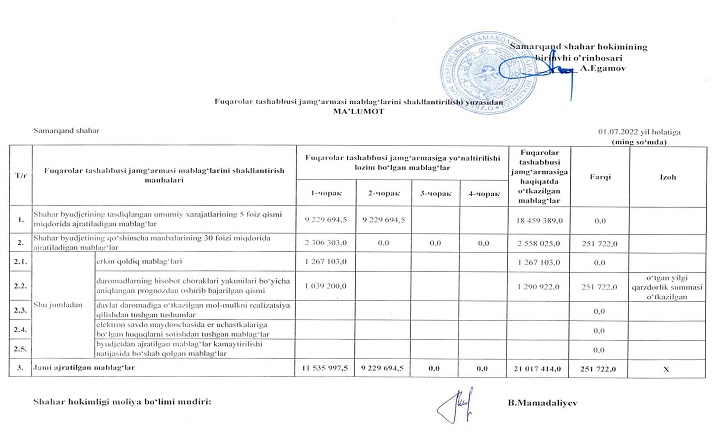 Samarqand shahar hokimining
birinvhi o'rinbosari
A.Egamov
Fuqarolar tashabbusi jamg'armasi mablag'larini shakllantirilishi yuzasidan
MA'LUMOT
Samarqand shahar
01.07.2022 yil holatiga
(ming so'mda)
T/r
Fuqarolar tashabbusi jamg'armasi mablag'larini shakllantirish
manbalari
Fuqarolar tashabbusi jamg'armasiga yo'naltirilishi
lozim bo'lgan mablag'lar
1-чорак 2-чорак 3-чорак 4-чорак
Fuqarolar
tashabbusi
jamg'armasiga
haqiqatda
o'tkazilgan
mablag'lar
Farqi
Izoh
1. Shahar byudjetining tasdiqlangan umumiy xarajatlarining 5 foiz qismi
miqdorida ajratiladigan mablag'lar
9 229 694,5 9 229 694,5 18 459 389,0 0,0
2. Shahar byudjetining qo'shimcha manbalarining 30 foizi miqdorida
ajratiladigan mablag'lar
2 306 303,0 0,0 0,0 0,0 2 558 025,0 251 722,0
Shu jumladan
2.1. erkin qoldiq mablag'lari 1 267 103,0 1 267 103,0 0,0
2.2. daromadlarning hisobot choraklari yakunilari bo'yicha
aniqlangan prognozdan oshirib bajarilgan qismi
1 039 200,0 1 290 922,0 251 722,0
o'tgan yilgi
qarzdorlik summasi
o'tkazilgan
2.3. davlat daromadiga o'tkazilgan mol-mulkni realizatsiya
qilishdan tushgan tushumlar
0,0
2.4. elektron savdo maydonchasida er uchastkalariga
bo'lgan huquqlarni sotishdan tushgan mablag'lar
0,0
2.5. byudjetdan ajratilgan mablag'lar kamaytirilishi
natijasida bo'shab qolgan mablag'lar
0,0
3. Jami ajratilgan mablag'lar 11 535 997,5 9 229 694,5 0,0 0,0 21 017 414,0 251 722,0 X
Shahar hokimligi moliya bo'limi mudiri:
B.Mamadaliyev